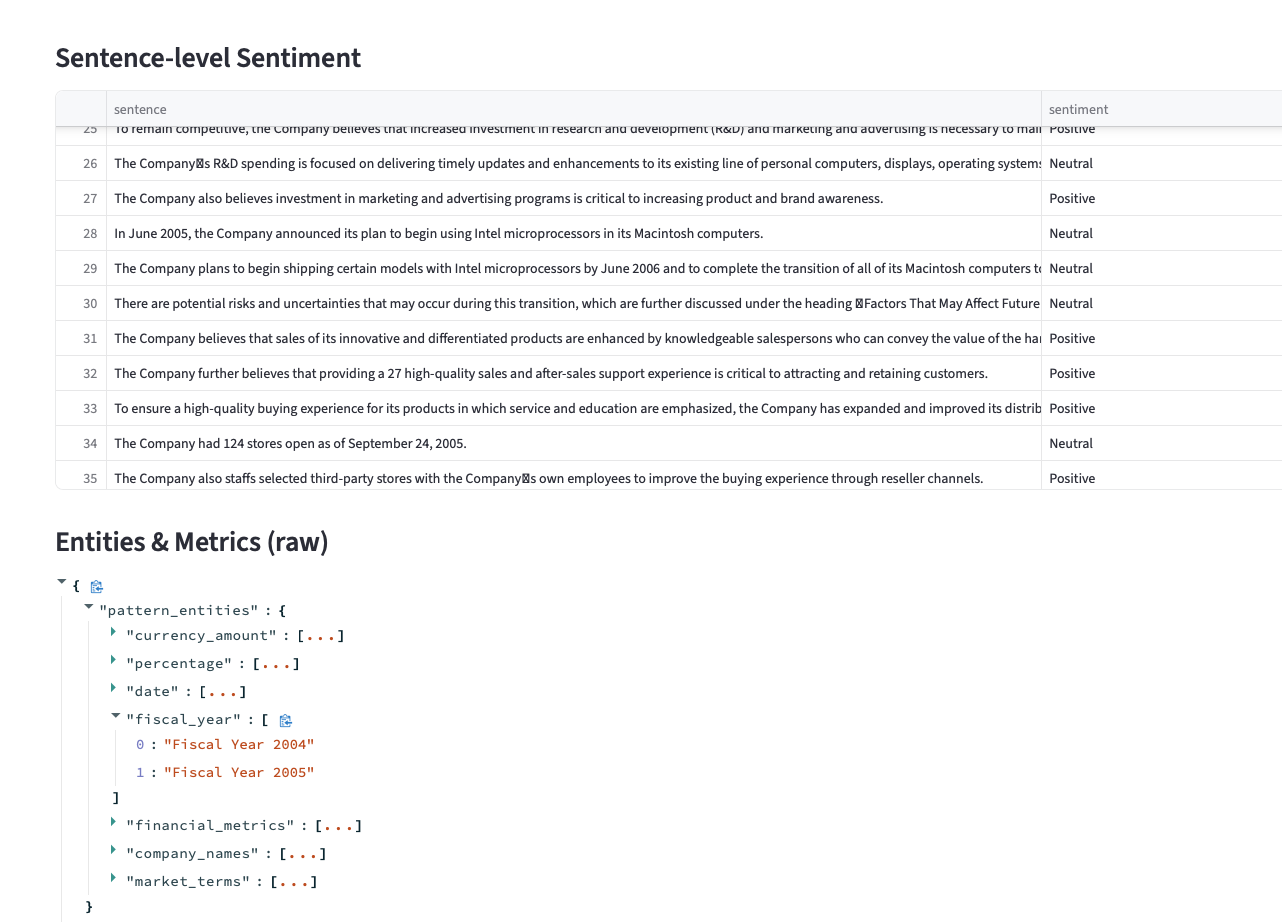 Sentence-level Sentiment
sentence sentiment
25 To remain competitive, the Company believes that increased investment in research and development (R&D) and marketing and advertising is necessary to Positive
26 The Company�s R&D spending is focused on delivering timely updates and enhancements to its existing line of personal computers, displays, operating systems Neutral
27 The Company also believes investment in marketing and advertising programs is critical to increasing product and brand awareness. Positive
28 In June 2005, the Company announced its plan to begin using Intel microprocessors in its Macintosh computers. Neutral
29 The Company plans to begin shipping certain models with Intel microprocessors by June 2006 and to complete the transition of all of its Macintosh computers to Neutral
30 There are potential risks and uncertainties that may occur during this transition, which are further discussed under the heading �Factors That May Affect Future Neutral
31 The Company believes that sales of its innovative and differentiated products are enhanced by knowledgeable salespersons who can convey the value of the har Positive
32 The Company further believes that providing a 27 high-quality sales and after-sales support experience is critical to attracting and retaining customers. Positive
33 To ensure a high-quality buying experience for its products in which service and education are emphasized, the Company has expanded and improved its distrib Positive
34 The Company had 124 stores open as of September 24, 2005. Neutral
35 The Company also staffs selected third-party stores with the Company�s own employees to improve the buying experience through reseller channels. Positive
Entities & Metrics (raw)
{
"pattern_entities" : {
"currency_amount" : [...]
"percentage" : [...]
"date" : [...]
"fiscal_year" : [
0 : "Fiscal Year 2004"
1 : "Fiscal Year 2005"
]
"financial_metrics" : [...]
"company_names" : [...]
"market_terms" : [...]
}